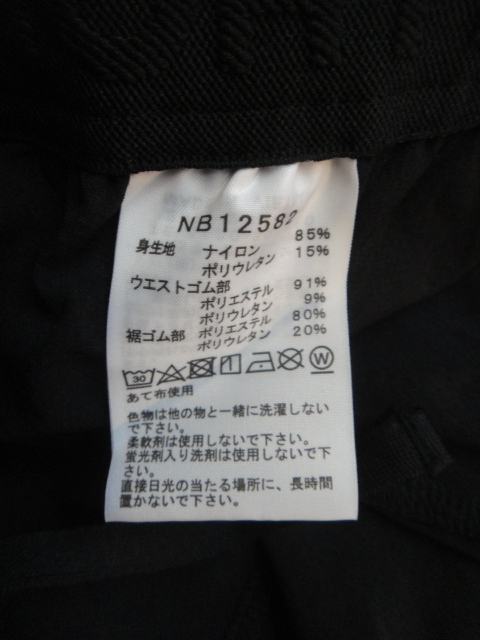 NB12582
身生地 ナイロン 85%
ポリウレタン 15%
ウエストゴム部 ポリエステル 91%
ポリウレタン 9%
裾ゴム部 ポリエステル 80%
ポリウレタン 20%
30 W
あて布使用
色物は他の物と一緒に洗濯しない
で下さい。
柔軟剤は使用しないで下さい。
蛍光剤入り洗剤は使用しないで
下さい。
直接日光の当たる場所に、長時間
置かないで下さい。